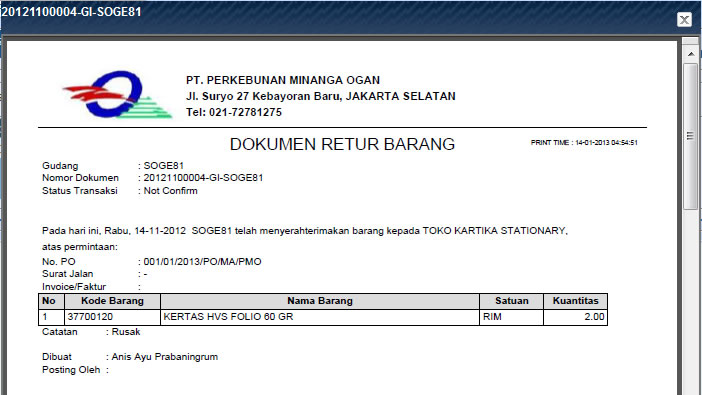 20121100004-GI-SOGE81
PT. PERKEBUNAN MINANGA OGAN
Jl. Suryo 27 Kebayoran Baru, JAKARTA SELATAN
Tel: 021-72781275
DOKUMEN RETUR BARANG
PRINT TIME : 14-01-2013 04:54:51
Gudang : SOGE81
Nomor Dokumen : 20121100004-GI-SOGE81
Status Transaksi : Not Confirm
Pada hari ini, Rabu, 14-11-2012 SOGE81 telah menyerahterimakan barang kepada TOKO KARTIKA STATIONARY,
atas permintaan:
No. PO : 001/01/2013/PO/MA/PMO
Surat Jalan : -
Invoice/Faktur :
No Kode Barang Nama Barang Satuan Kuantitas
1 37700120 KERTAS HVS FOLIO 60 GR RIM 2.00
Catatan : Rusak
Dibuat : Anis Ayu Prabaningrum
Posting Oleh :